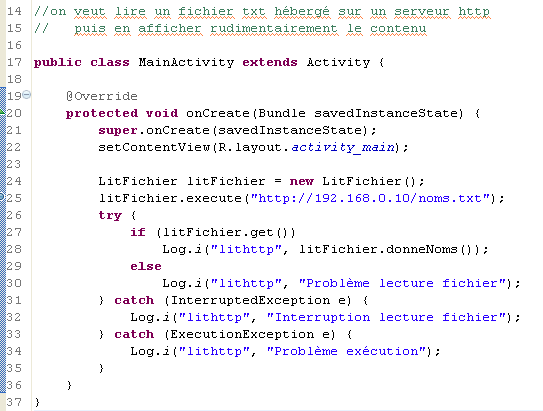 14 //on veut lire un fichier txt hébergé sur un serveur http
15 //   puis en afficher rudimentairement le contenu
16
17 public class MainActivity extends Activity {
18
19     @Override
20     protected void onCreate(Bundle savedInstanceState) {
21         super.onCreate(savedInstanceState);
22         setContentView(R.layout.activity_main);
23
24         LitFichier litFichier = new LitFichier();
25         litFichier.execute("http://192.168.0.10/noms.txt");
26         try {
27             if (litFichier.get())
28                 Log.i("lithttp", litFichier.donneNoms());
29             else
30                 Log.i("lithttp", "Problème lecture fichier");
31         } catch (InterruptedException e) {
32             Log.i("lithttp", "Interruption lecture fichier");
33         } catch (ExecutionException e) {
34             Log.i("lithttp", "Problème exécution");
35         }
36     }
37 }